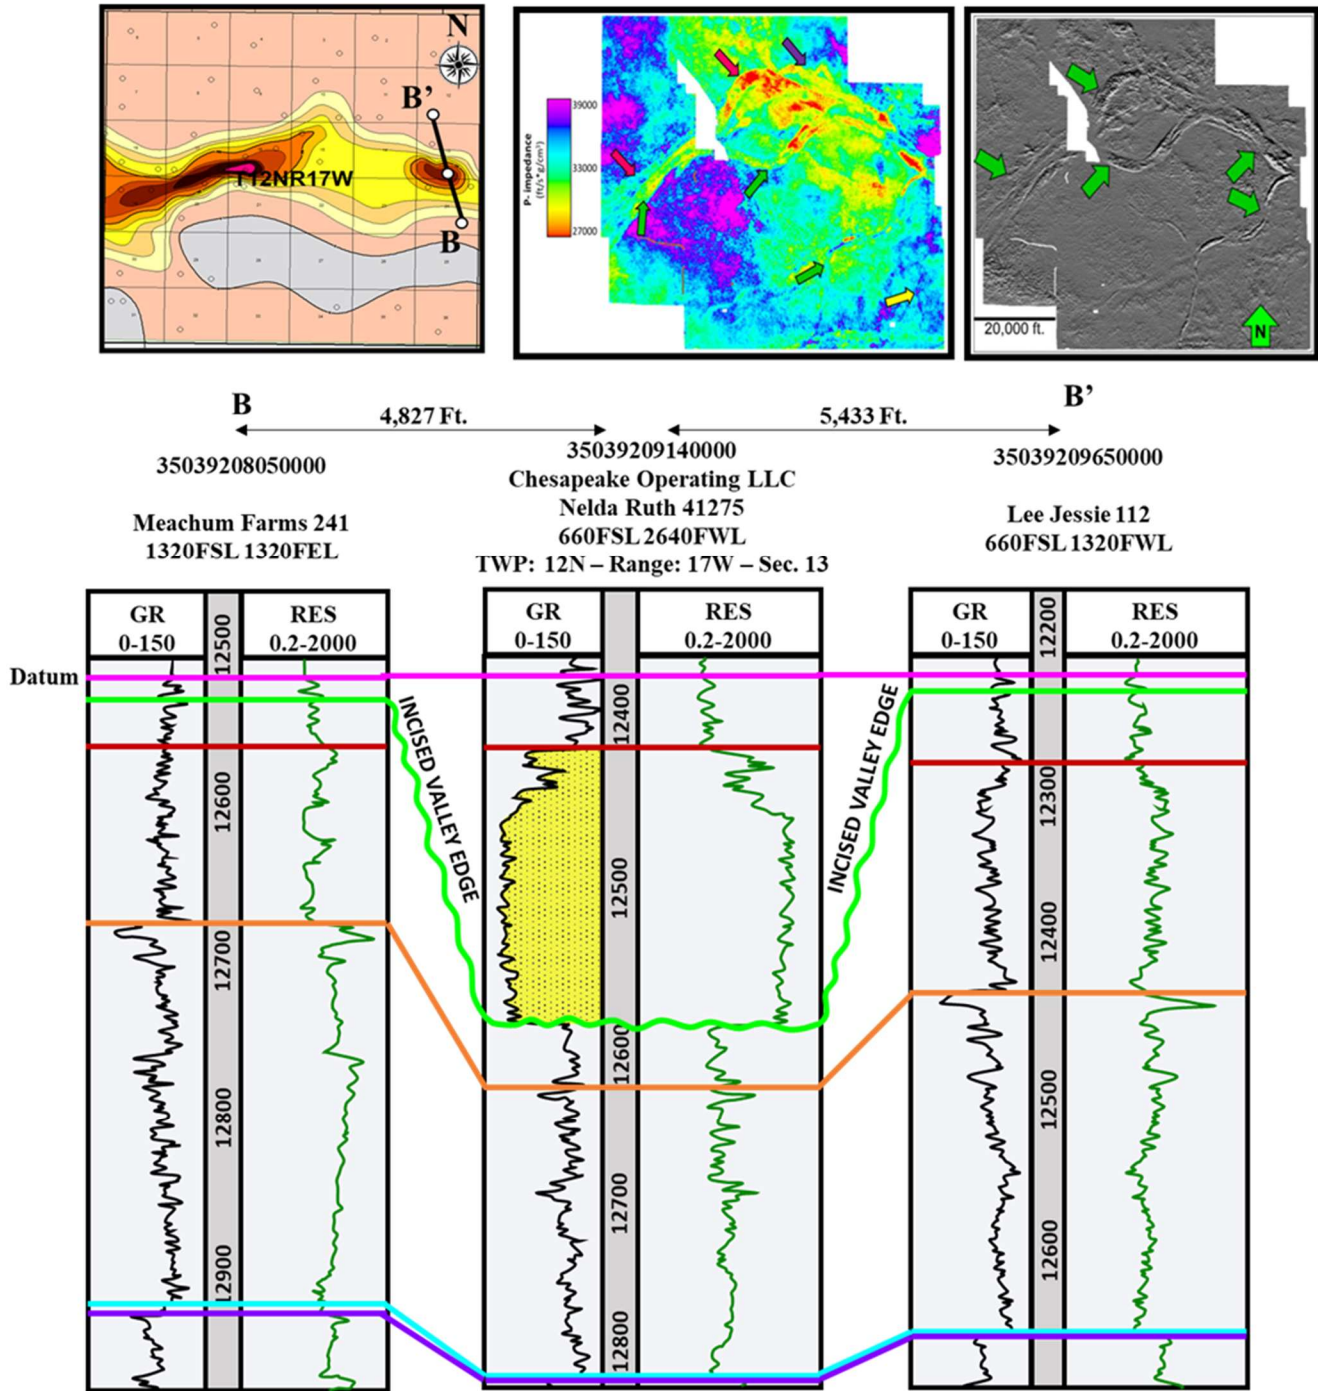 N
B'
T12NR17W
B
39000
33000
27000
P- impedance
(ft/s*g/cm³)
20,000 ft.
N
B
4,827 Ft.
5,433 Ft.
B'
35039208050000
35039209140000
35039209650000
Chesapeake Operating LLC
Nelda Ruth 41275
660FSL 2640FWL
TWP: 12N – Range: 17W – Sec. 13
Meachum Farms 241
1320FSL 1320FEL
Lee Jessie 112
660FSL 1320FWL
GR
0-150
12500
RES
0.2-2000
GR
0-150
RES
0.2-2000
GR
0-150
12200
RES
0.2-2000
Datum
INCISED VALLEY EDGE
INCISED VALLEY EDGE
12600
12700
12800
12900
12400
12500
12600
12700
12800
12300
12400
12500
12600